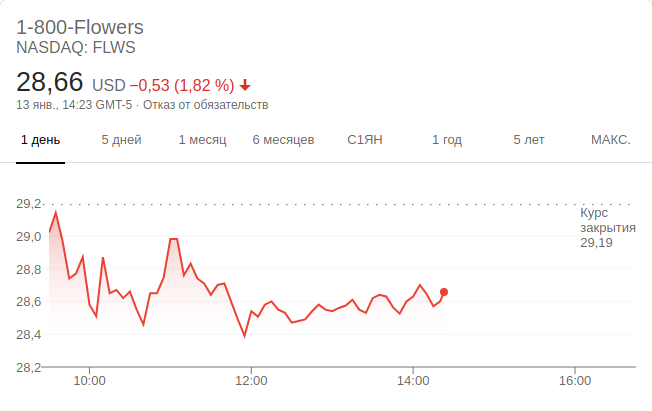 1-800-Flowers
NASDAQ: FLWS
28,66 USD −0,53 (1,82 %)
13 янв., 14:23 GMT-5 · Отказ от обязательств
1 день 5 дней 1 месяц 6 месяцев С1ЯН 1 год 5 лет МАКС.
29,2
Курс
закрытия
29,19
29,0
28,8
28,6
28,4
28,2
10:00 12:00 14:00 16:00